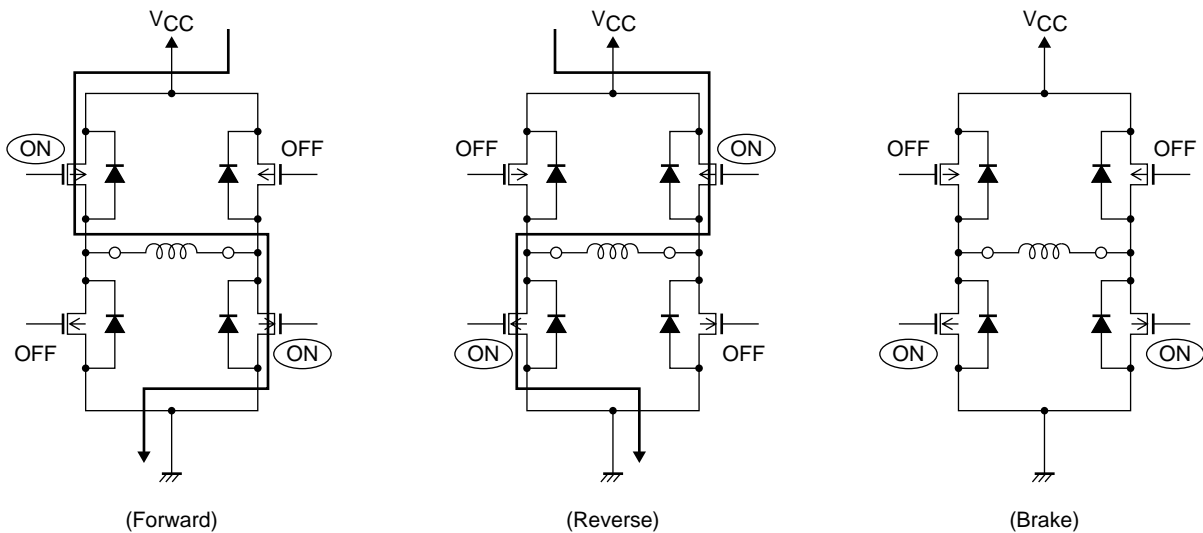 VCC
VCC
VCC
ON
OFF
OFF
ON
OFF
OFF
OFF
ON
ON
OFF
ON
ON
(Forward)
(Reverse)
(Brake)